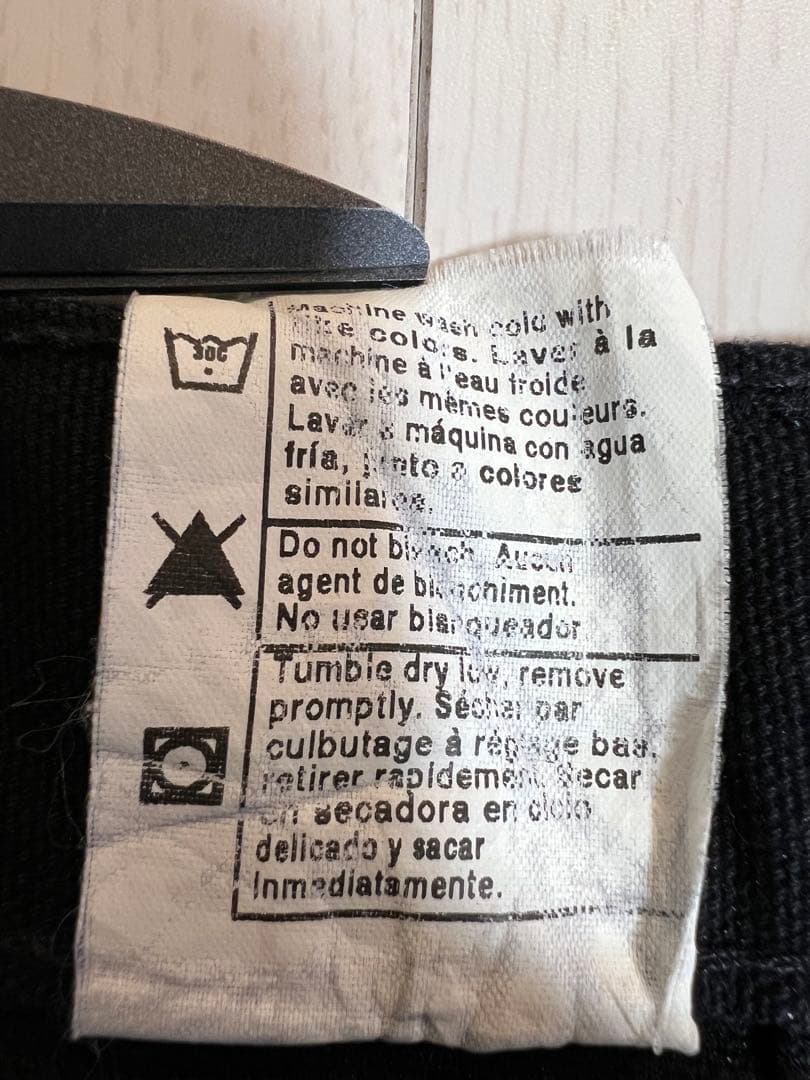 30C
Machine wash cold with
like colors. Laver à la
machine à l'eau froide
avec les mêmes couleurs.
Lavar a máquina con agua
fría, junto a colores
similares.
Do not bleach. Aucun
agent de blanchiment.
No usar blanqueador
Tumble dry low, remove
promptly. Sécher par
culbutage à réglage bas,
retirer rapidement. Secar
en secadora en ciclo
delicado y sacar
inmediatamente.